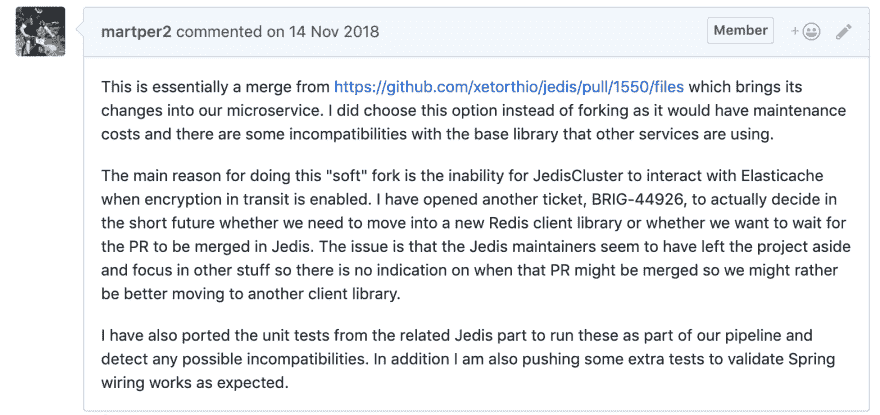 martper2 commented on 14 Nov 2018
Member
This is essentially a merge from https://github.com/xetorthio/jedis/pull/1550/files which brings its
changes into our microservice. I did choose this option instead of forking as it would have maintenance
costs and there are some incompatibilities with the base library that other services are using.
The main reason for doing this "soft" fork is the inability for JedisCluster to interact with Elasticache
when encryption in transit is enabled. I have opened another ticket, BRIG-44926, to actually decide in
the short future whether we need to move into a new Redis client library or whether we want to wait for
the PR to be merged in Jedis. The issue is that the Jedis maintainers seem to have left the project aside
and focus in other stuff so there is no indication on when that PR might be merged so we might rather
be better moving to another client library.
I have also ported the unit tests from the related Jedis part to run these as part of our pipeline and
detect any possible incompatibilities. In addition I am also pushing some extra tests to validate Spring
wiring works as expected.